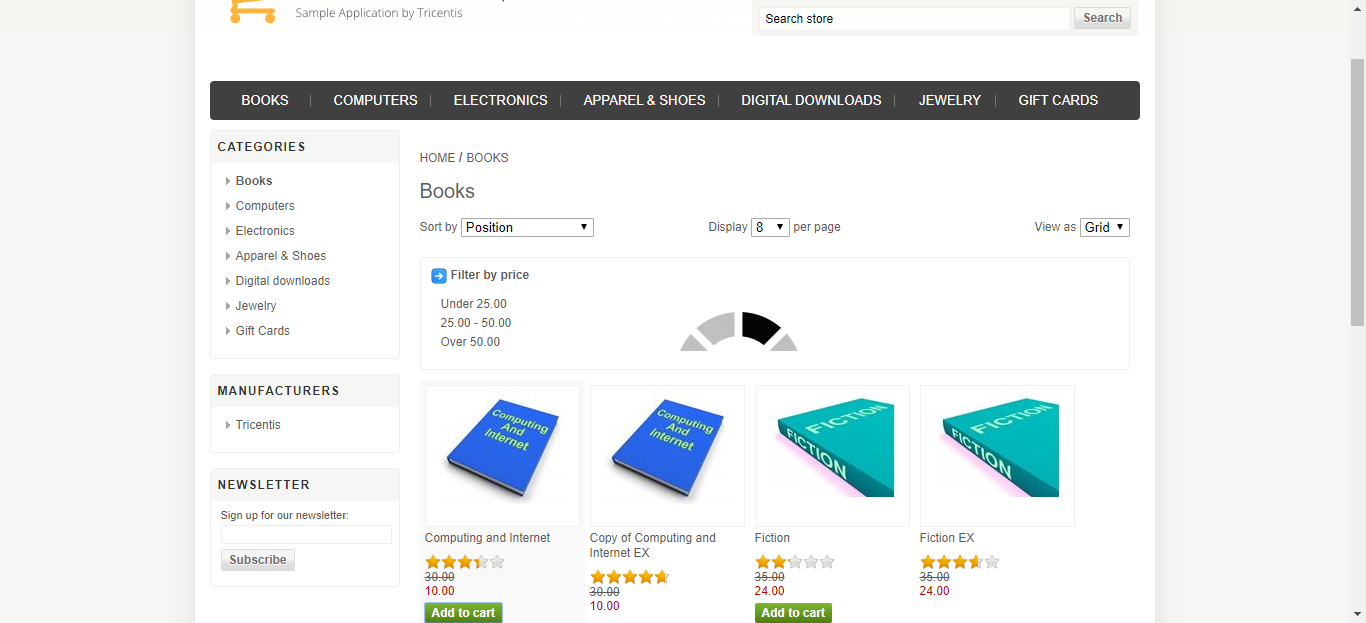 Sample Application by Tricentis
Search store
Search
BOOKS
COMPUTERS
ELECTRONICS
APPAREL & SHOES
DIGITAL DOWNLOADS
JEWELRY
GIFT CARDS
CATEGORIES
Books
Computers
Electronics
Apparel & Shoes
Digital downloads
Jewelry
Gift Cards
MANUFACTURERS
Tricentis
NEWSLETTER
Sign up for our newsletter:
Subscribe
HOME / BOOKS
Books
Sort by Position
Display 8 per page
View as Grid
Filter by price
Under 25.00
25.00 - 50.00
Over 50.00
Computing
And
Internet
Computing and Internet
30.00
10.00
Add to cart
Computing
And
Internet
Copy of Computing and
Internet EX
30.00
10.00
FICTION
FICTION
Fiction
35.00
24.00
Add to cart
FICTION
FICTION
Fiction EX
35.00
24.00